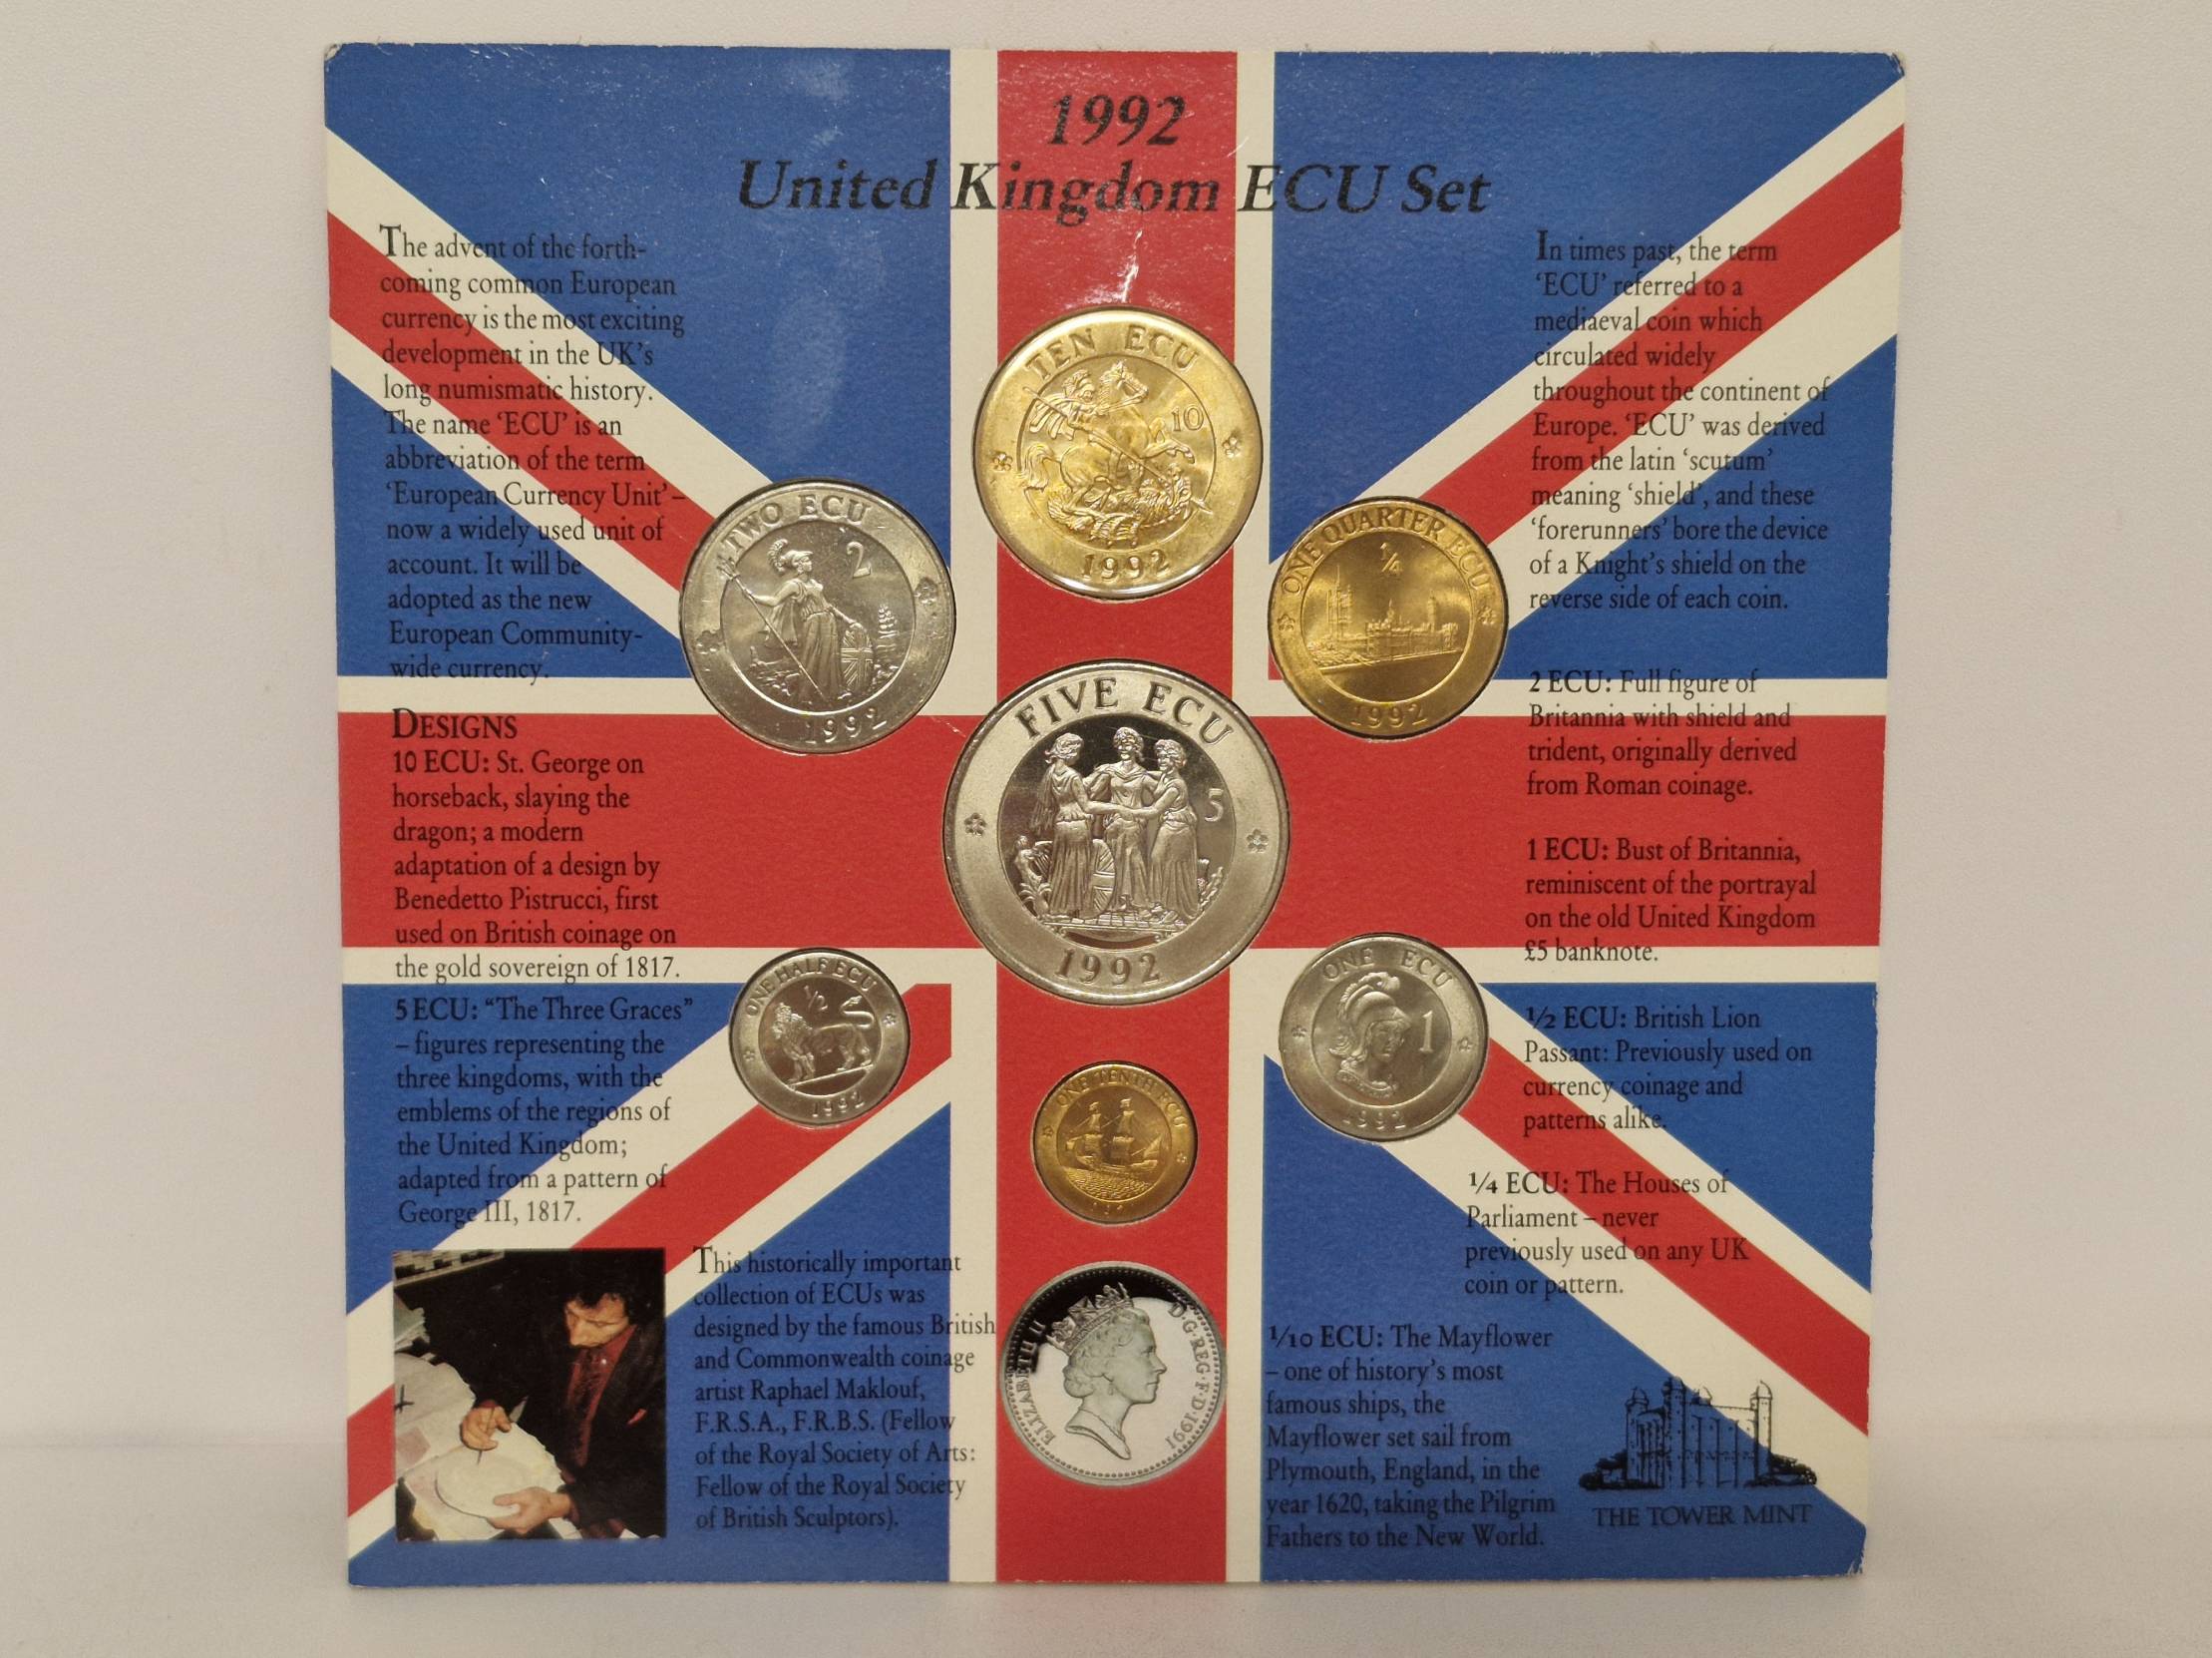 1992
United Kingdom ECU Set
The advent of the forth-
coming common European
currency is the most exciting
development in the UK's
long numismatic history.
The name 'ECU' is an
abbreviation of the term
'European Currency Unit' –
now a widely used unit of
account. It will be
adopted as the new
European Community-
wide currency.
DESIGNS
10 ECU: St. George on
horseback, slaying the
dragon; a modern
adaptation of a design by
Benedetto Pistrucci, first
used on British coinage on
the gold sovereign of 1817.
5 ECU: "The Three Graces"
– figures representing the
three kingdoms, with the
emblems of the regions of
the United Kingdom;
adapted from a pattern of
George III, 1817.
This historically important
collection of ECUs was
designed by the famous British
and Commonwealth coinage
artist Raphael Maklouf,
F.R.S.A., F.R.B.S. (Fellow
of the Royal Society of Arts:
Fellow of the Royal Society
of British Sculptors).
TEN ECU
10
1992
TWO ECU
2
1992
ONE QUARTER ECU
1/4
1992
FIVE ECU
5
1992
ONE HALF ECU
1/2
1992
ONE ECU
1
1992
ONE TENTH ECU
ELIZABETH II
D·G·REG·F·D·1991
In times past, the term
'ECU' referred to a
mediaeval coin which
circulated widely
throughout the continent of
Europe. 'ECU' was derived
from the latin 'scutum'
meaning 'shield', and these
'forerunners' bore the device
of a Knight's shield on the
reverse side of each coin.
2 ECU: Full figure of
Britannia with shield and
trident, originally derived
from Roman coinage.
1 ECU: Bust of Britannia,
reminiscent of the portrayal
on the old United Kingdom
£5 banknote.
1/2 ECU: British Lion
Passant: Previously used on
currency coinage and
patterns alike.
1/4 ECU: The Houses of
Parliament – never
previously used on any UK
coin or pattern.
1/10 ECU: The Mayflower
– one of history's most
famous ships, the
Mayflower set sail from
Plymouth, England, in the
year 1620, taking the Pilgrim
Fathers to the New World.
THE TOWER MINT